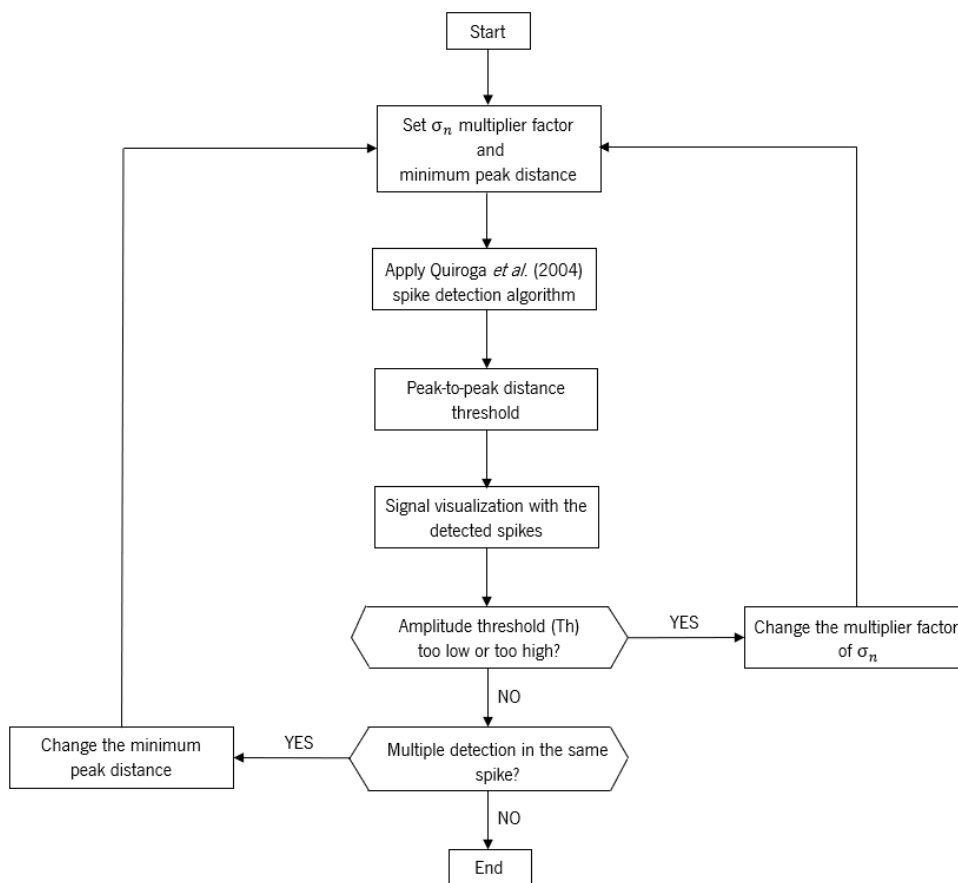 Start
Set σₙ multiplier factor
and
minimum peak distance
Apply Quiroga et al. (2004)
spike detection algorithm
Peak-to-peak distance
threshold
Signal visualization with the
detected spikes
Amplitude threshold (Th)
too low or too high?
YES
Change the multiplier factor
of σₙ
NO
Multiple detection in the same
spike?
YES
Change the minimum
peak distance
NO
End